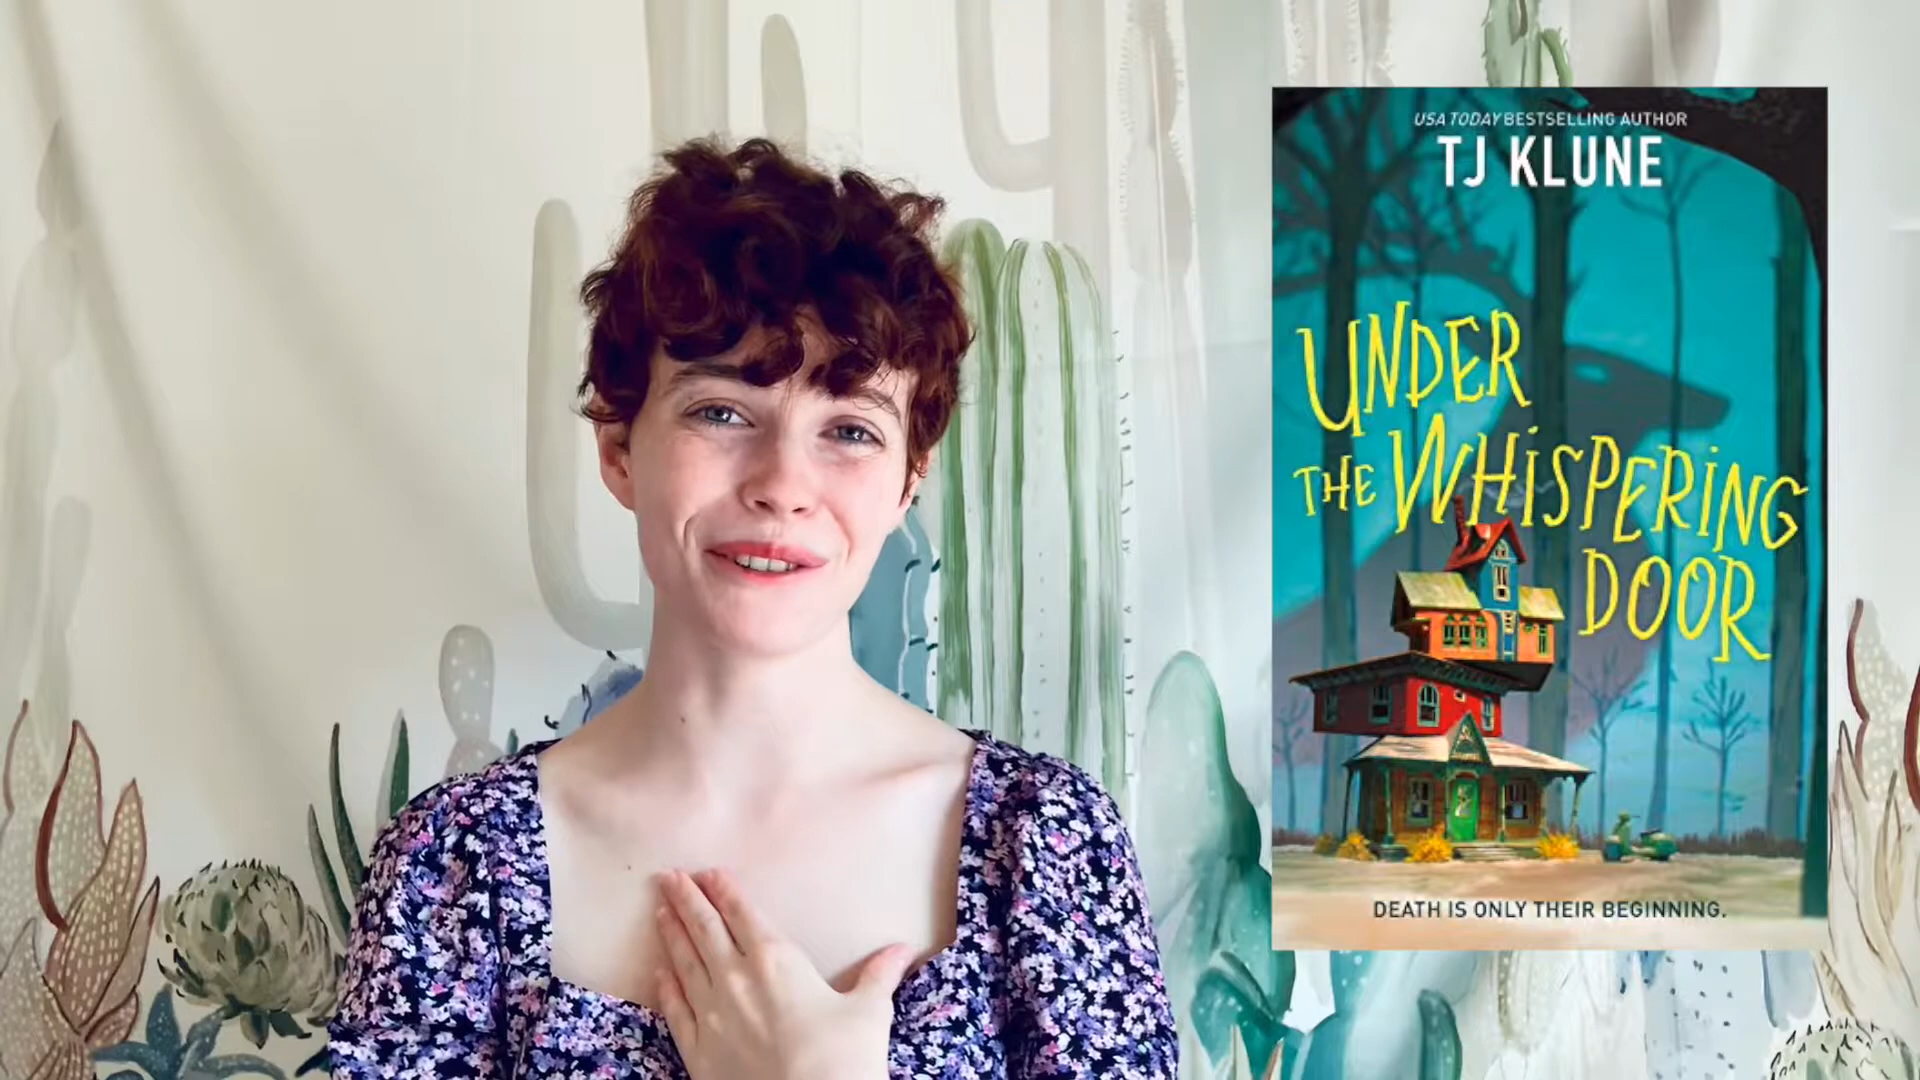 USA TODAY BESTSELLING AUTHOR
TJ KLUNE
UNDER
THE WHISPERING
DOOR
DEATH IS ONLY THEIR BEGINNING.